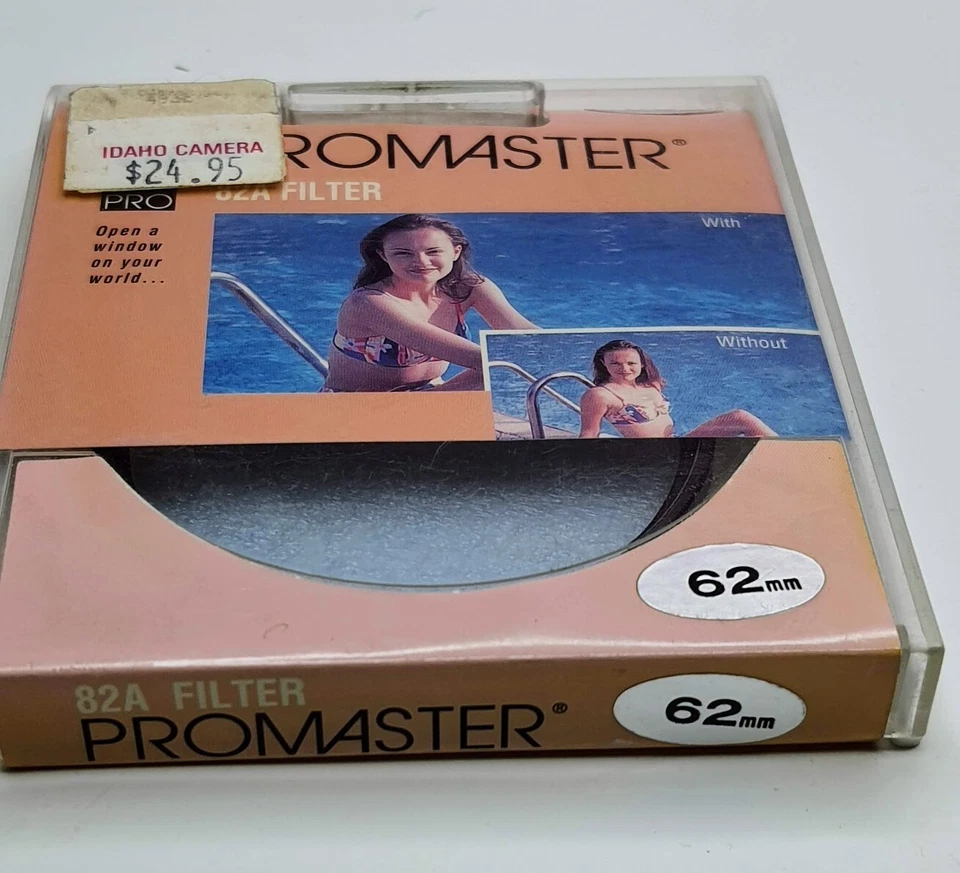 IDAHO CAMERA
$24.95
ROMASTER®
82A FILTER
PRO
Open a
window
on your
world...
With
Without
62mm
82A FILTER
PROMASTER®
62mm